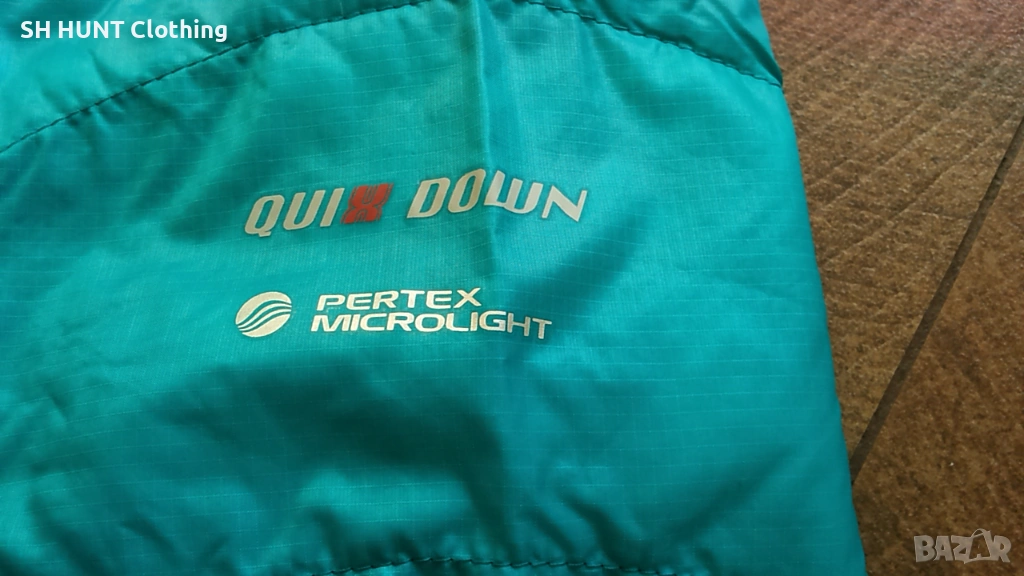 SH HUNT Clothing
QUIX DOWN
PERTEX
MICROLIGHT
BAZAR